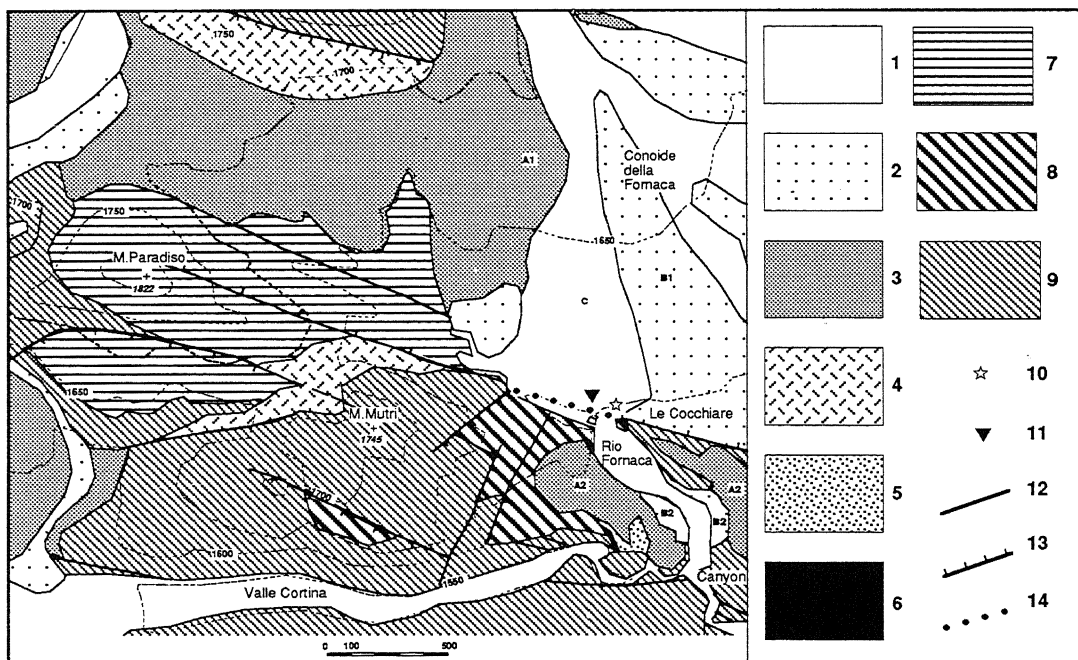 1750
1700
A1
Conoide
della
Fornaca
1700
1750
1650
M.Paradiso
+
1822
B1
C
1650
M.Mutri
+
1745
Le Cocchiare
Rio
Fornaca
A2
A2
1700
B2
B2
1600
1550
Valle Cortina
Canyon
0 100 500
1 7
2 8
3 9
4 10
11
5 12
13
6 14